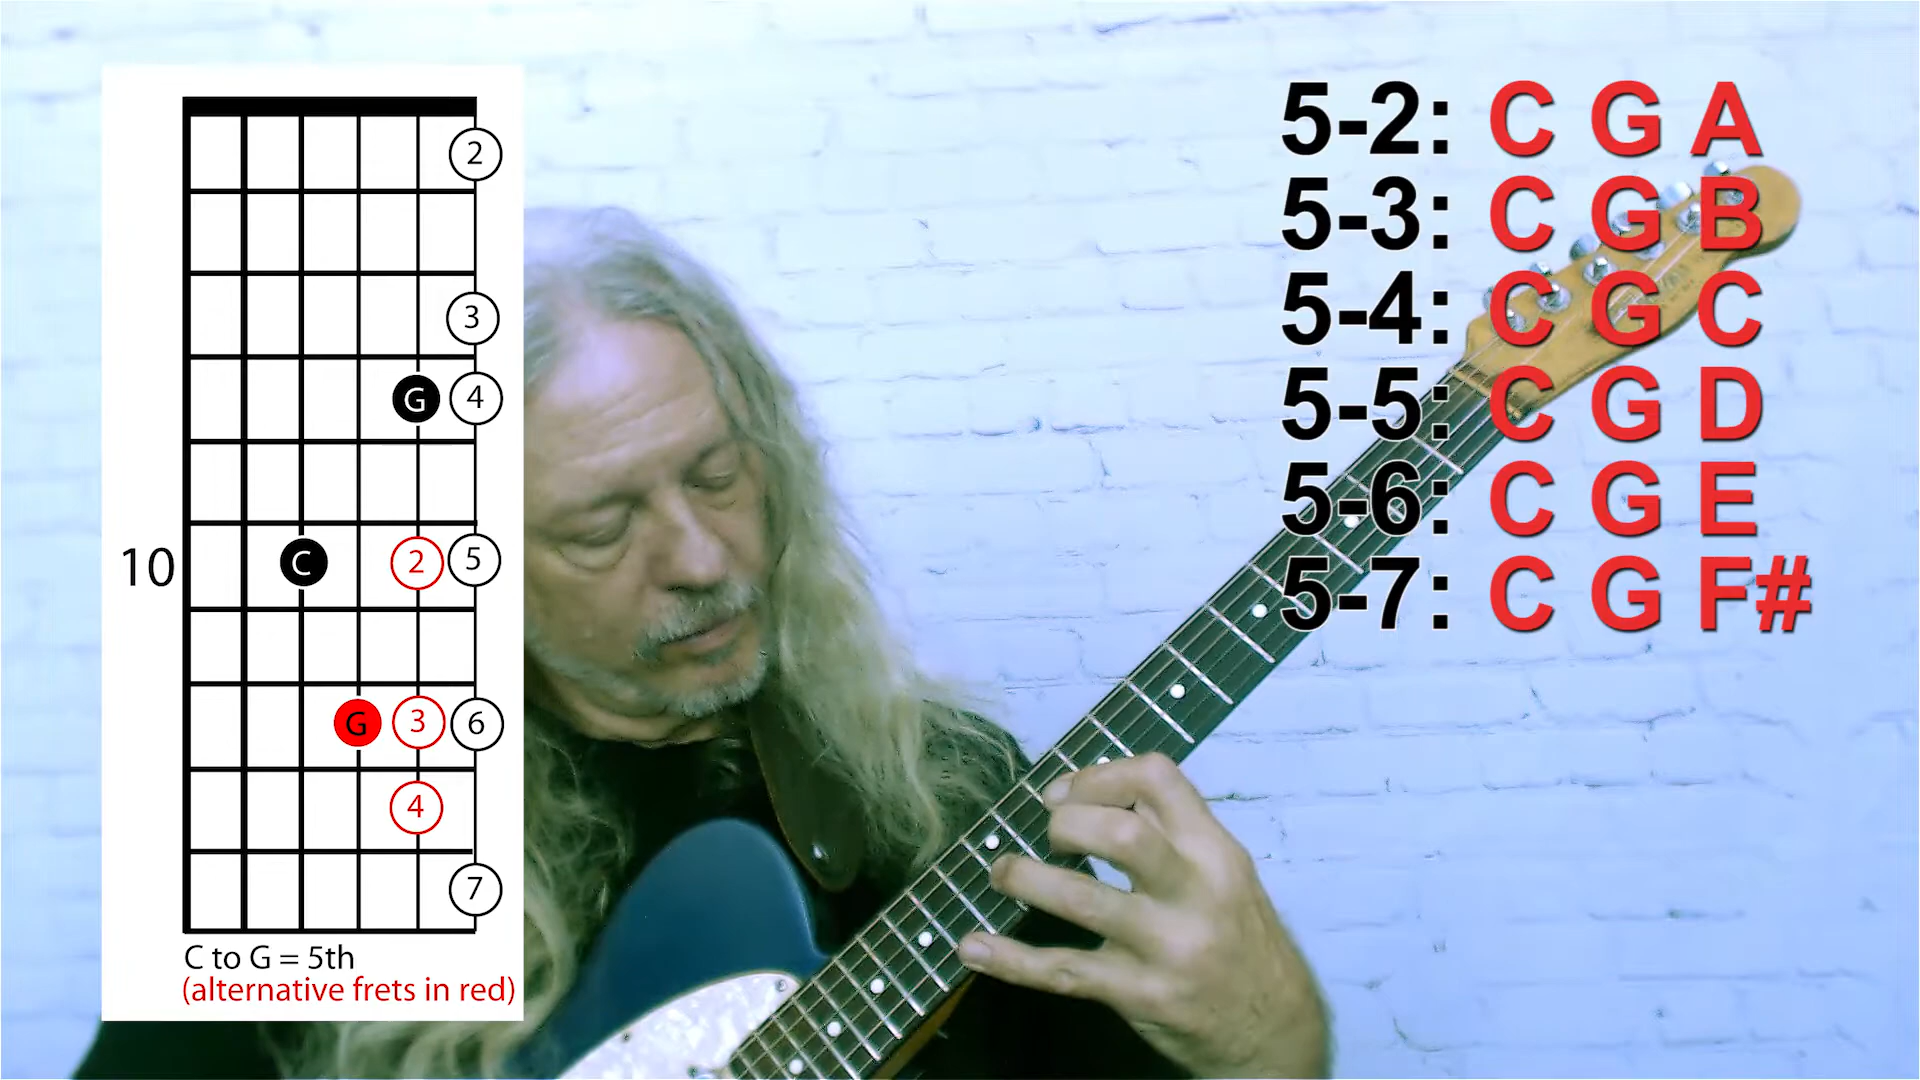 2
3
G 4
10 C 2 5
G 3 6
4
7
C to G = 5th
(alternative frets in red)
5-2: C G A
5-3: C G B
5-4: C G C
5-5: C G D
5-6: C G E
5-7: C G F#